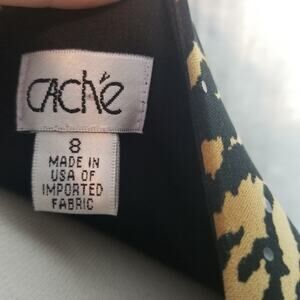 CACHé
8
MADE IN
USA OF
IMPORTED
FABRIC